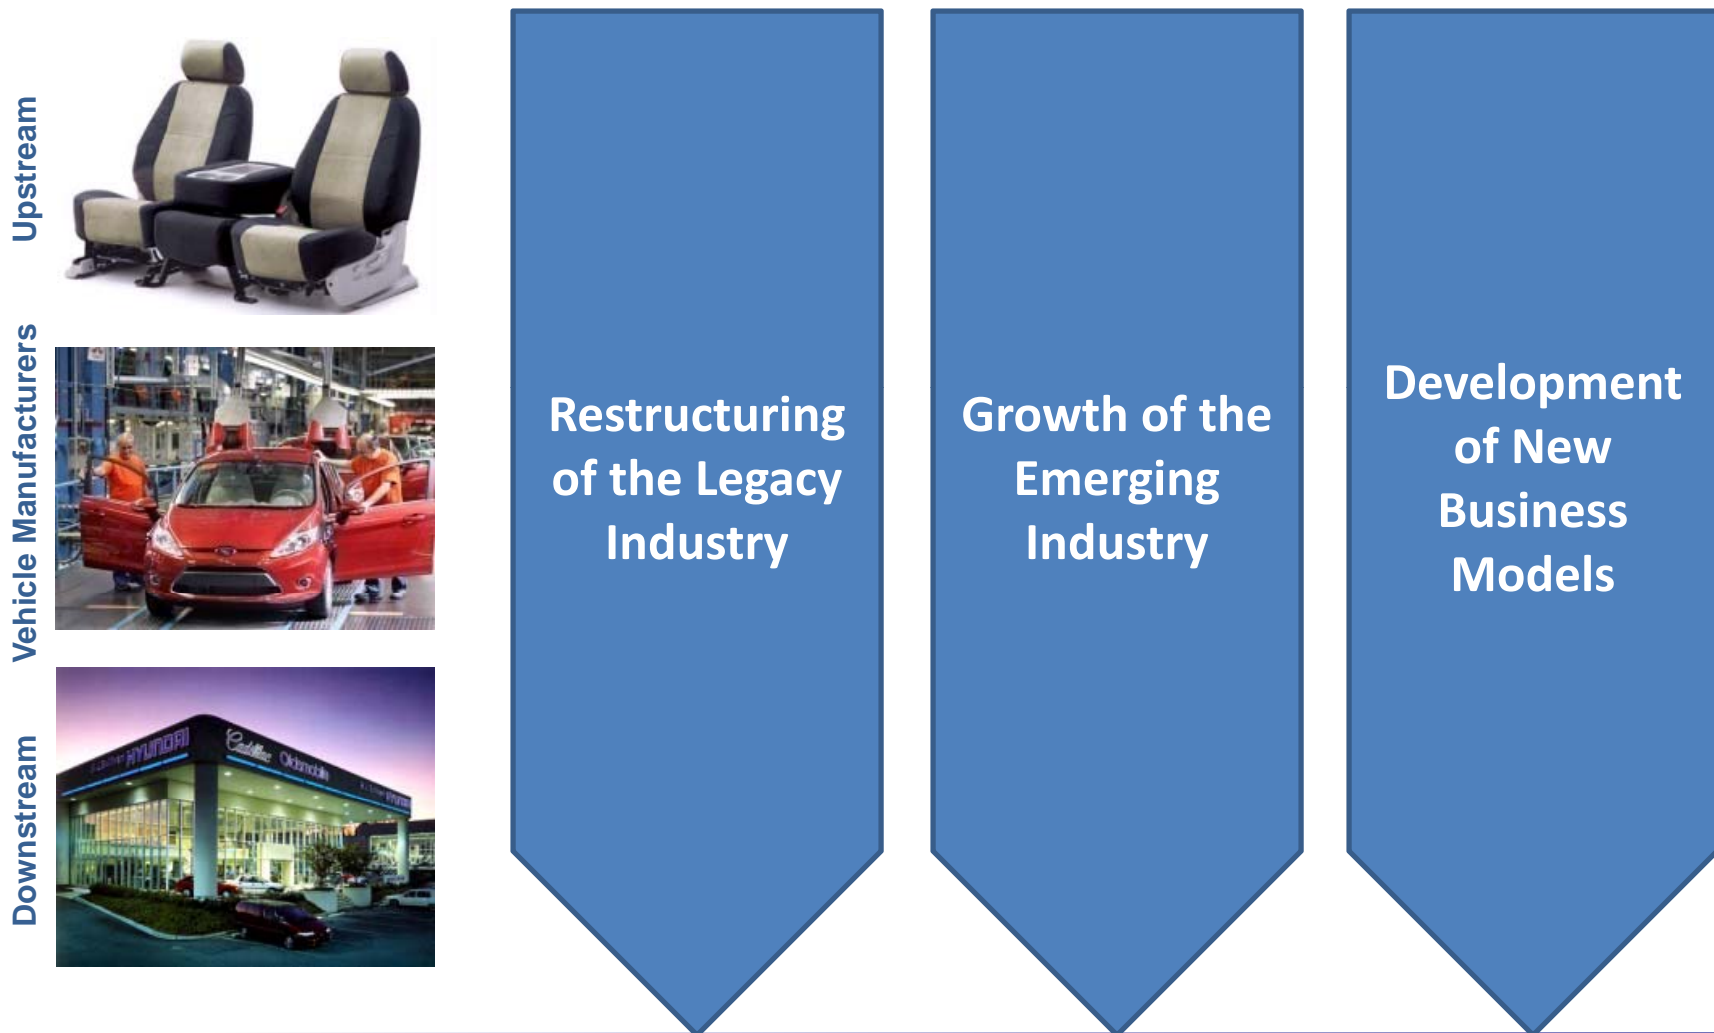 Upstream
Vehicle Manufacturers
Downstream
HYUNDAI
Cadillac
Oldsmobile
HYUNDAI
Restructuring
of the Legacy
Industry
Growth of the
Emerging
Industry
Development
of New
Business
Models